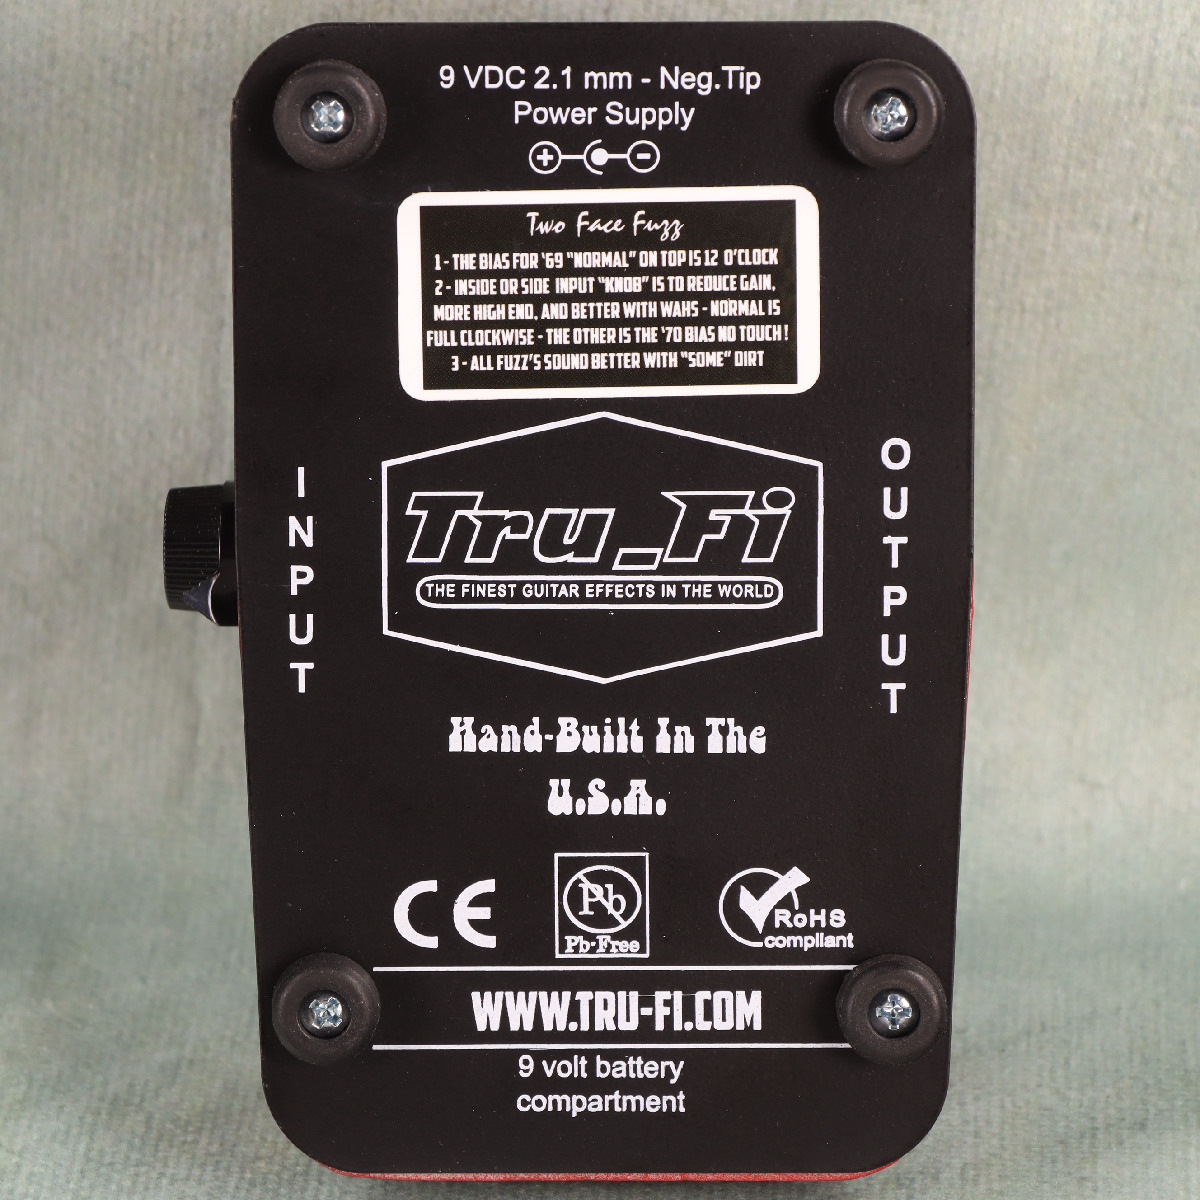 9 VDC 2.1 mm - Neg.Tip
Power Supply
Two Face Fuzz
1 - THE BIAS FOR '69 "NORMAL" ON TOP IS 12 O'CLOCK
2 - INSIDE OR SIDE INPUT "KNOB" IS TO REDUCE GAIN,
MORE HIGH END, AND BETTER WITH WAHS - NORMAL IS
FULL CLOCKWISE - THE OTHER IS THE '70 BIAS NO TOUCH!
3 - ALL FUZZ'S SOUND BETTER WITH "SOME" DIRT
INPUT
Tru_Fi
THE FINEST GUITAR EFFECTS IN THE WORLD
OUTPUT
Hand-Built In The
U.S.A.
CE
Pb
Pb-Free
RoHS
compliant
WWW.TRU-FI.COM
9 volt battery
compartment